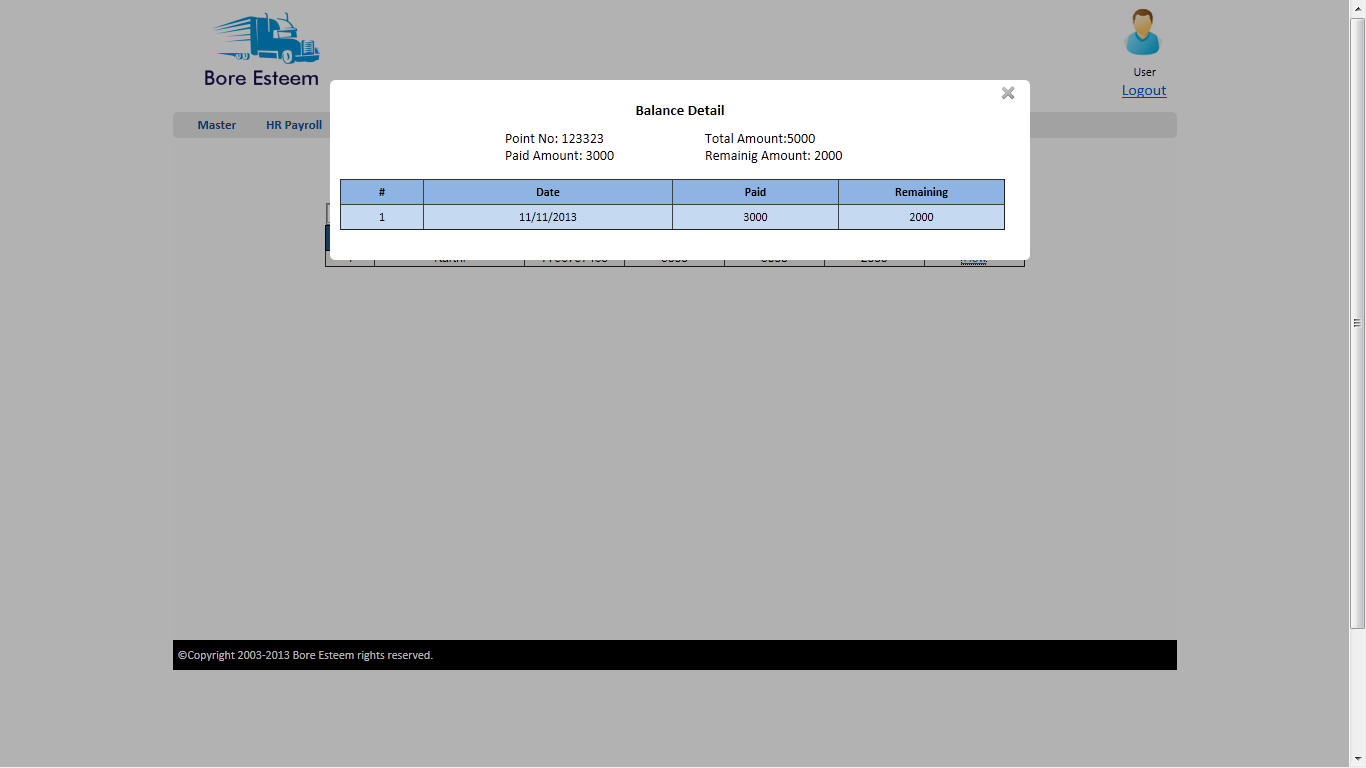 Bore Esteem
User
Logout
Master HR Payroll
Balance Detail
Point No: 123323 Total Amount:5000
Paid Amount: 3000 Remainig Amount: 2000
# Date Paid Remaining
1 11/11/2013 3000 2000
©Copyright 2003-2013 Bore Esteem rights reserved.